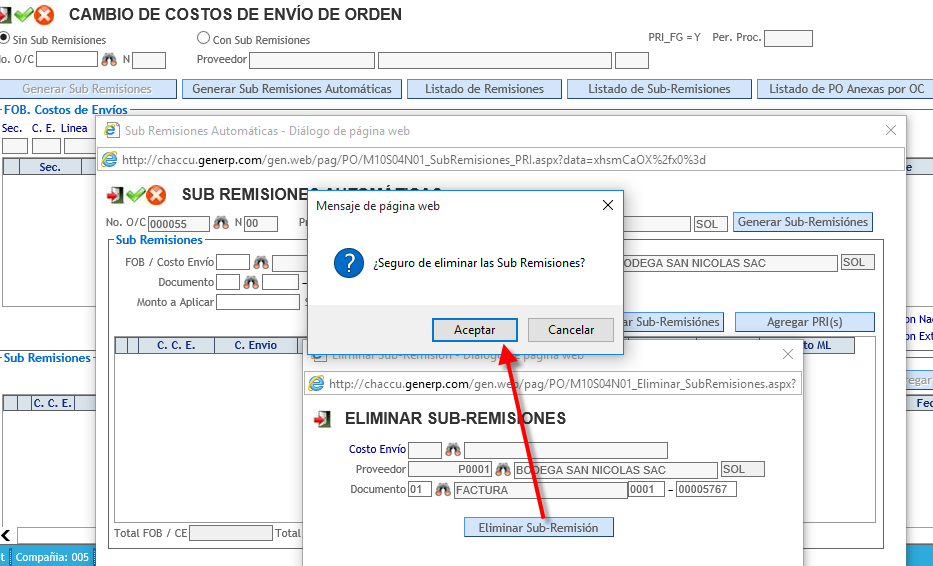 CAMBIO DE COSTOS DE ENVÍO DE ORDEN
Sin Sub Remisiones
Con Sub Remisiones
PRI_FG = Y Per. Proc.
No. O/C N
Proveedor
Generar Sub Remisiones
Generar Sub Remisiones Automáticas
Listado de Remisiones
Listado de Sub-Remisiones
Listado de PO Anexas por OC
FOB. Costos de Envíos
Sec. C. E. Linea
Sec.
Sub Remisiones Automáticas - Diálogo de página web
http://chaccu.generp.com/gen.web/pag/PO/M10S04N01_SubRemisiones_PRI.aspx?data=xhsmCaOX%2fx0%3d
SUB REMISIONES AUTOMÁTICAS
No. O/C 000055 N 00
SOL
Generar Sub-Remisiónes
Sub Remisiones
FOB / Costo Envío
BODEGA SAN NICOLAS SAC
SOL
Documento
Monto a Aplicar
Sub-Remisiónes
Agregar PRI(s)
C. C. E.
C. Envio
ML
Mensaje de página web
¿Seguro de eliminar las Sub Remisiones?
Aceptar
Cancelar
Eliminar Sub-Remisión - Diálogo de página web
http://chaccu.generp.com/gen.web/pag/PO/M10S04N01_Eliminar_SubRemisiones.aspx?
ELIMINAR SUB-REMISIONES
Costo Envío
Proveedor P0001 BODEGA SAN NICOLAS SAC SOL
Documento 01 FACTURA 0001 – 00005767
Eliminar Sub-Remisión
Total FOB / CE
Total
Sub Remisiones
C. C. E.
Compañia: 005